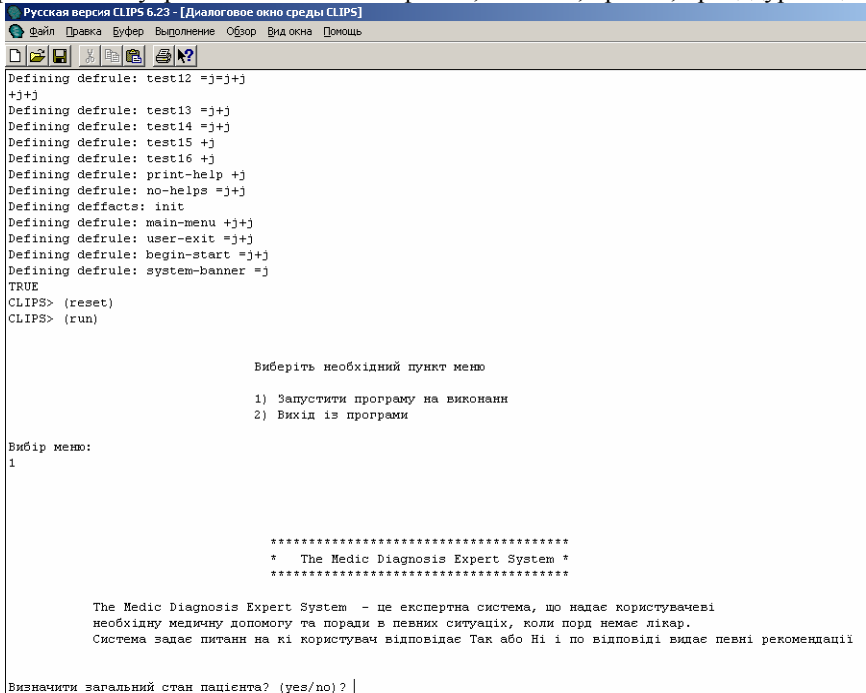 Русская версия CLIPS 6.23 - [Диалоговое окно среды CLIPS]
Файл Правка Буфер Выполнение Обзор Вид окна Помощь
Defining defrule: test12 =j=j+j
+j+j
Defining defrule: test13 =j+j
Defining defrule: test14 =j+j
Defining defrule: test15 +j
Defining defrule: test16 +j
Defining defrule: print-help +j
Defining defrule: no-helps =j+j
Defining deffacts: init
Defining defrule: main-menu +j+j
Defining defrule: user-exit =j+j
Defining defrule: begin-start =j+j
Defining defrule: system-banner =j
TRUE
CLIPS> (reset)
CLIPS> (run)
Виберіть необхідний пункт меню
1) Запустити програму на виконанн
2) Вихід із програми
Вибір меню:
1
***************************************
* The Medic Diagnosis Expert System *
***************************************
The Medic Diagnosis Expert System - це експертна система, що надає користувачеві
необхідну медичну допомогу та поради в певних ситуаціх, коли порд немає лікар.
Система задає питанн на кі користувач відповідає Так або Ні і по відповіді видає певні рекомендації
Визначити загальний стан пацієнта? (yes/no)?